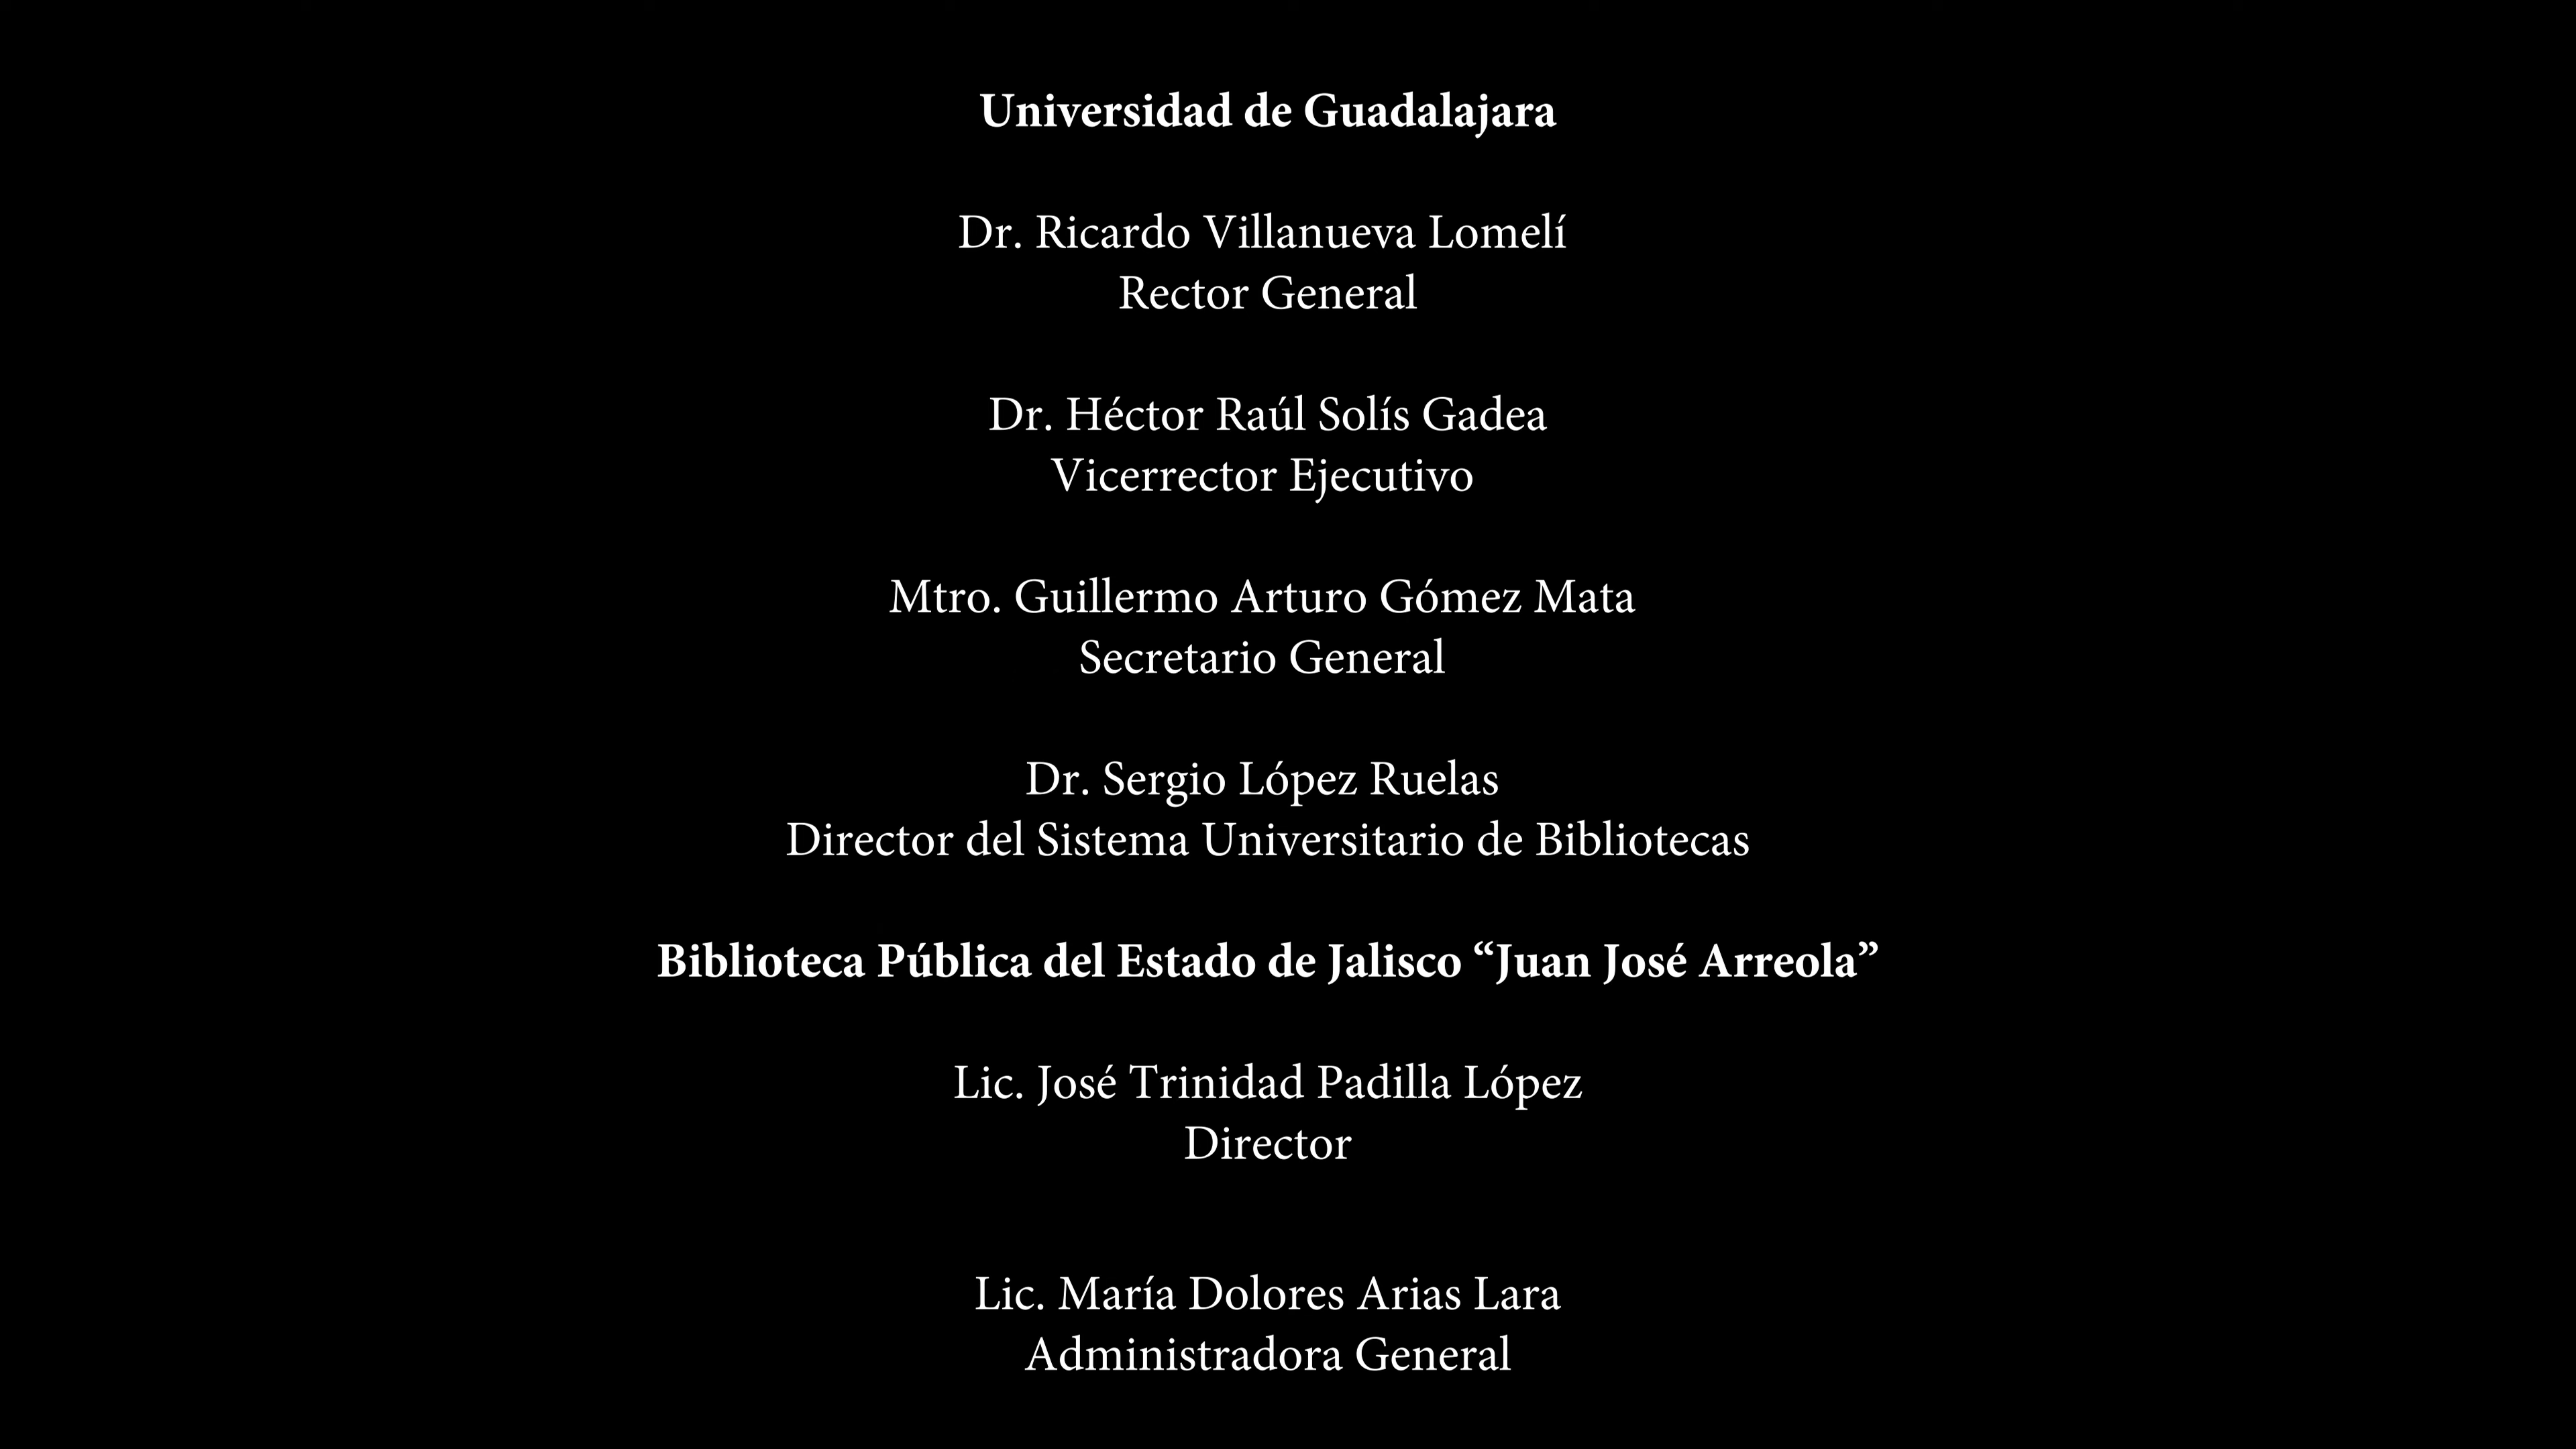 Universidad de Guadalajara
Dr. Ricardo Villanueva Lomelí
Rector General
Dr. Héctor Raúl Solís Gadea
Vicerrector Ejecutivo
Mtro. Guillermo Arturo Gómez Mata
Secretario General
Dr. Sergio López Ruelas
Director del Sistema Universitario de Bibliotecas
Biblioteca Pública del Estado de Jalisco “Juan José Arreola”
Lic. José Trinidad Padilla López
Director
Lic. María Dolores Arias Lara
Administradora General